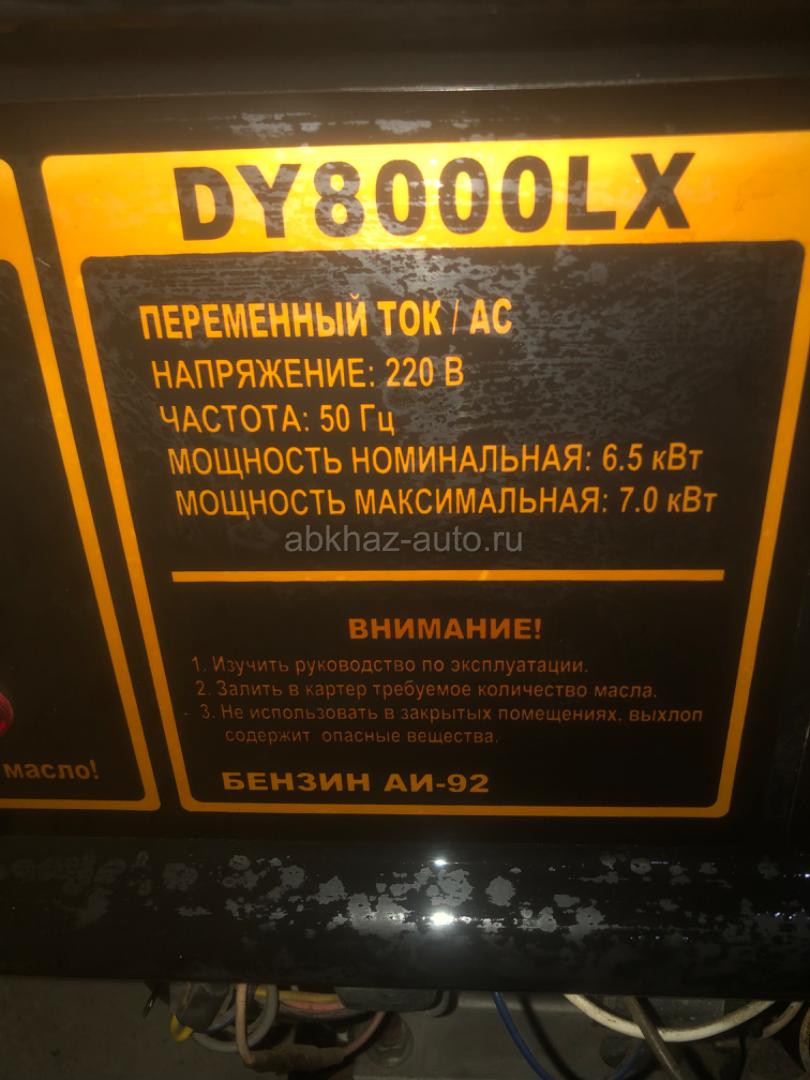 DY8000LX
ПЕРЕМЕННЫЙ ТОК / AC
НАПРЯЖЕНИЕ: 220 В
ЧАСТОТА: 50 Гц
МОЩНОСТЬ НОМИНАЛЬНАЯ: 6.5 кВт
МОЩНОСТЬ МАКСИМАЛЬНАЯ: 7.0 кВт
abkhaz-auto.ru
ВНИМАНИЕ!
1. Изучить руководство по эксплуатации.
2. Залить в картер требуемое количество масла.
3. Не использовать в закрытых помещениях, выхлоп
содержит опасные вещества.
масло!
БЕНЗИН АИ-92